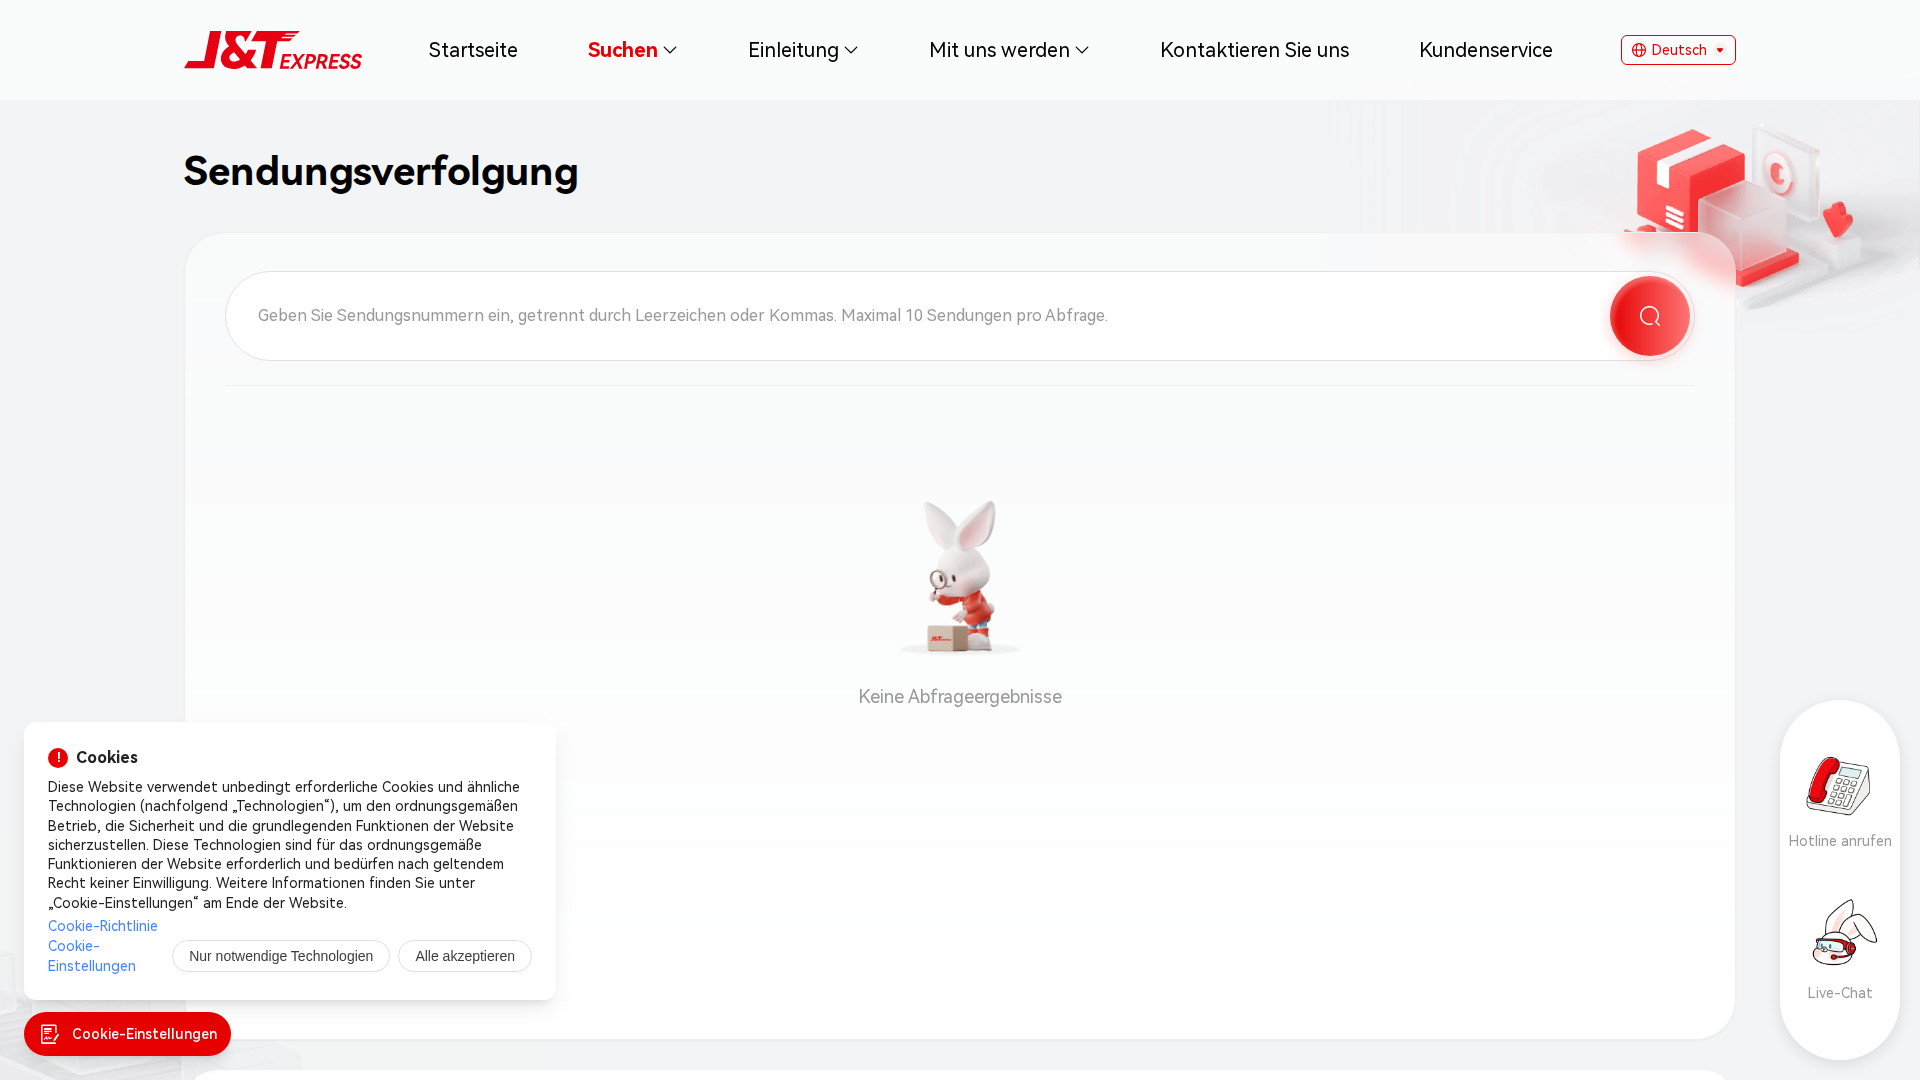 J&T EXPRESS
Startseite
Suchen
Einleitung
Mit uns werden
Kontaktieren Sie uns
Kundenservice
Deutsch
Sendungsverfolgung
Geben Sie Sendungsnummern ein, getrennt durch Leerzeichen oder Kommas. Maximal 10 Sendungen pro Abfrage.
Keine Abfrageergebnisse
Cookies
Diese Website verwendet unbedingt erforderliche Cookies und ähnliche
Technologien (nachfolgend „Technologien“), um den ordnungsgemäßen
Betrieb, die Sicherheit und die grundlegenden Funktionen der Website
sicherzustellen. Diese Technologien sind für das ordnungsgemäße
Funktionieren der Website erforderlich und bedürfen nach geltendem
Recht keiner Einwilligung. Weitere Informationen finden Sie unter
„Cookie-Einstellungen“ am Ende der Website.
Cookie-Richtlinie
Cookie-
Einstellungen
Nur notwendige Technologien
Alle akzeptieren
Cookie-Einstellungen
Hotline anrufen
Live-Chat